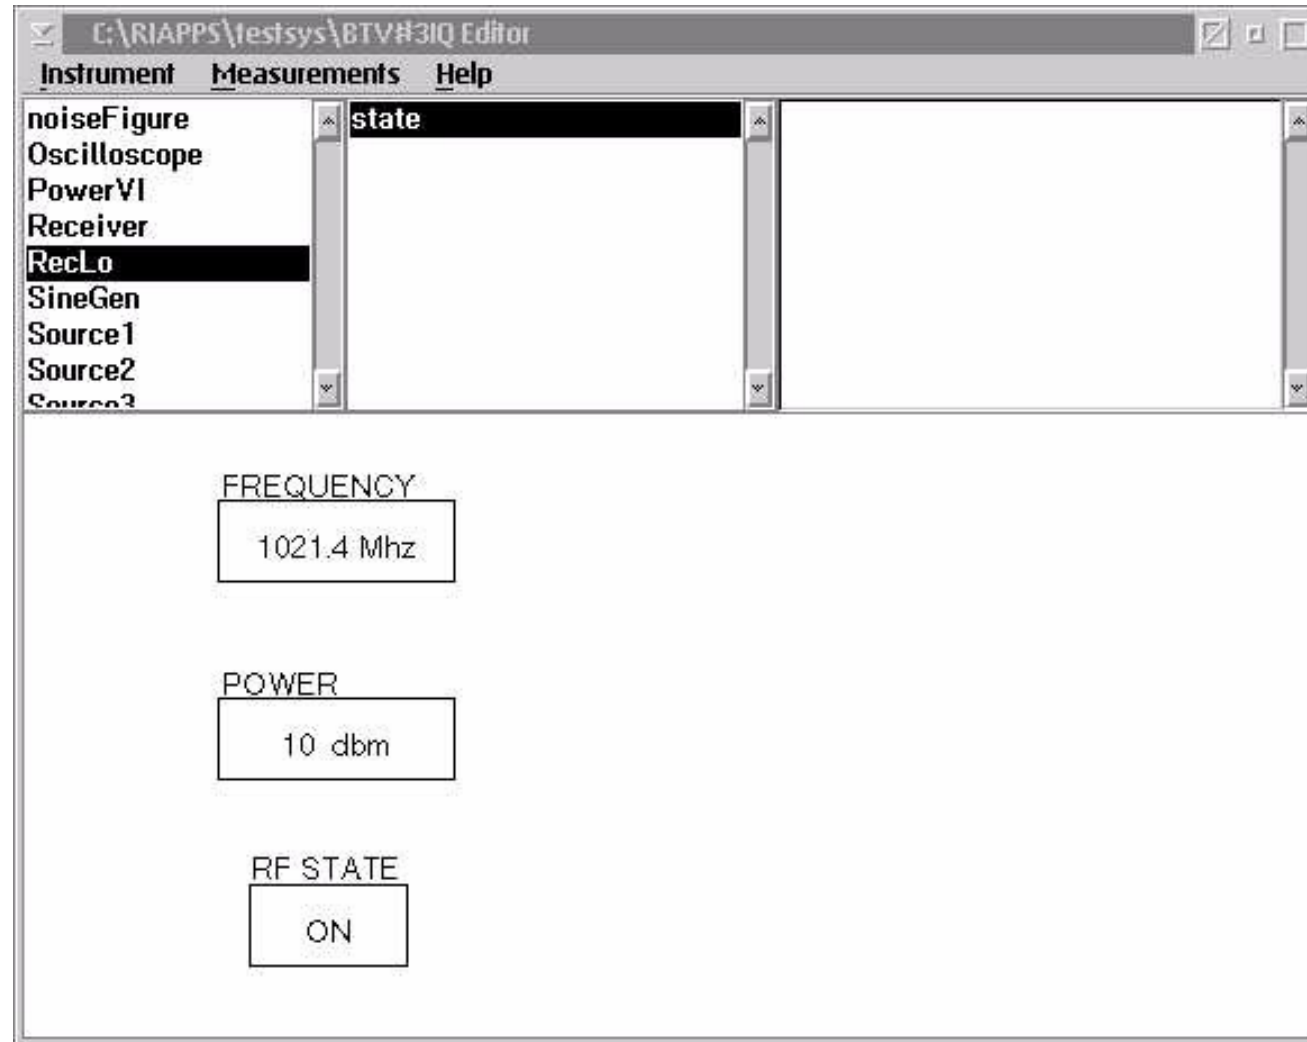 C:\RIAPPS\testsys\BTV#3IQ Editor
Instrument Measurements Help
noiseFigure
Oscilloscope
PowerVI
Receiver
RecLo
SineGen
Source1
Source2
Source3
state
FREQUENCY
1021.4 Mhz
POWER
10 dbm
RF STATE
ON